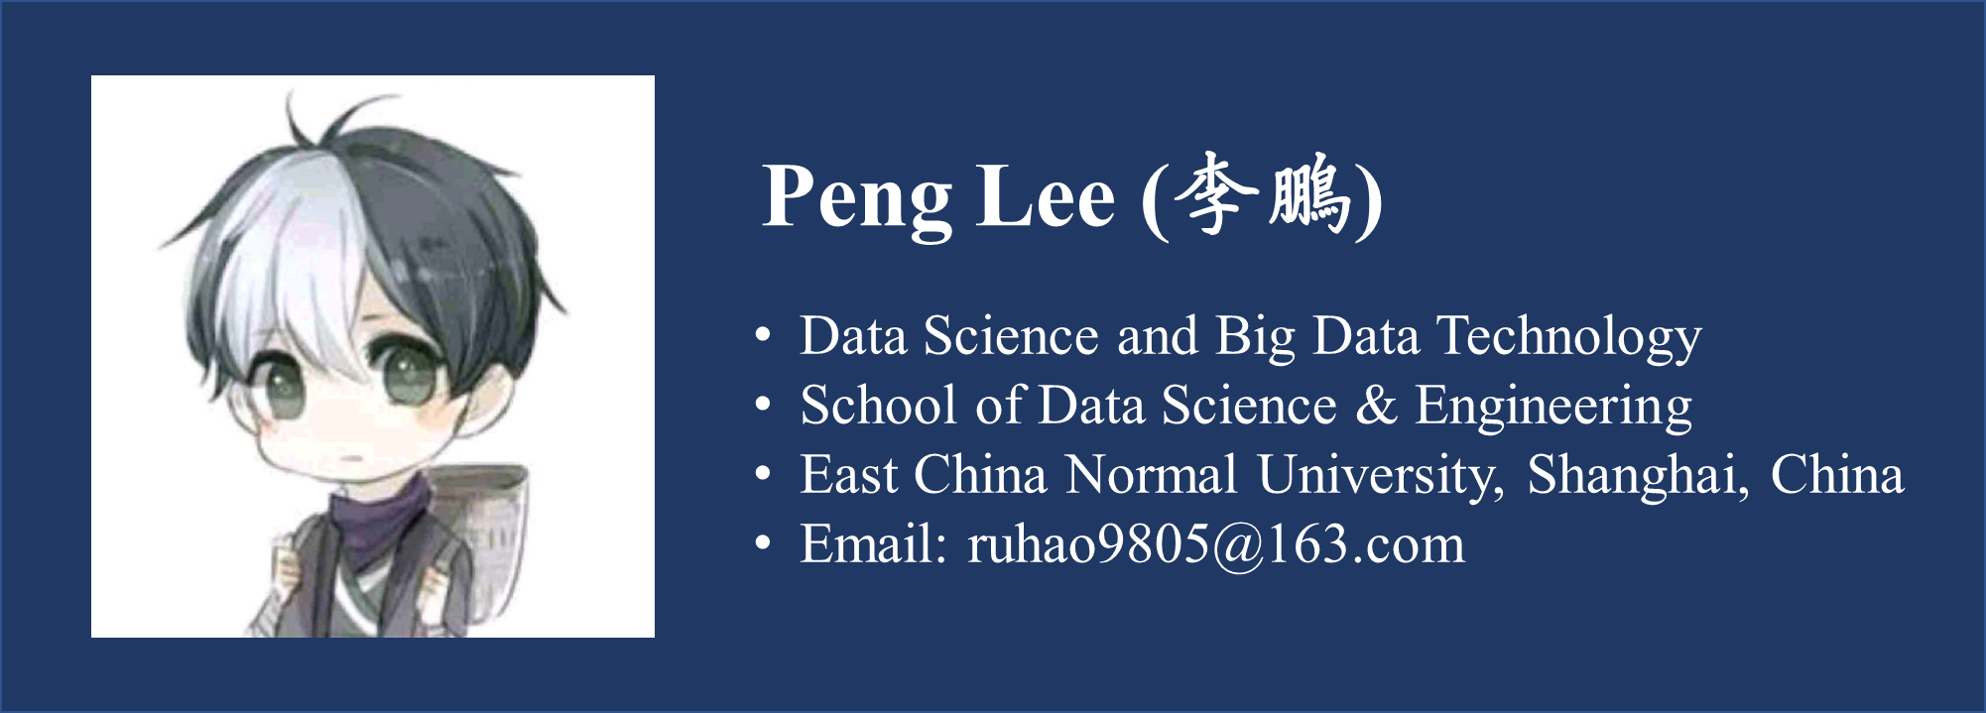 Peng Lee (李鹏)
• Data Science and Big Data Technology
• School of Data Science & Engineering
• East China Normal University, Shanghai, China
• Email: ruhao9805@163.com